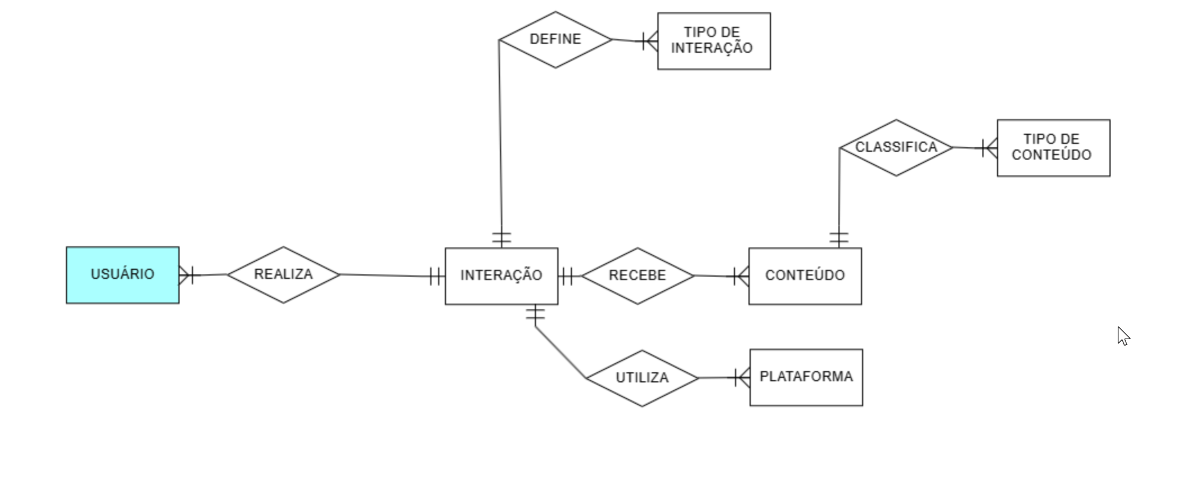 DEFINE
TIPO DE
INTERAÇÃO
CLASSIFICA
TIPO DE
CONTEÚDO
USUÁRIO
REALIZA
INTERAÇÃO
RECEBE
CONTEÚDO
UTILIZA
PLATAFORMA